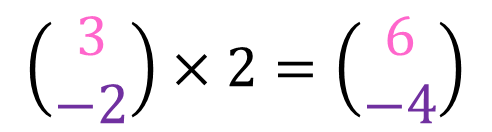 (3
−2) × 2 = (6
−4)